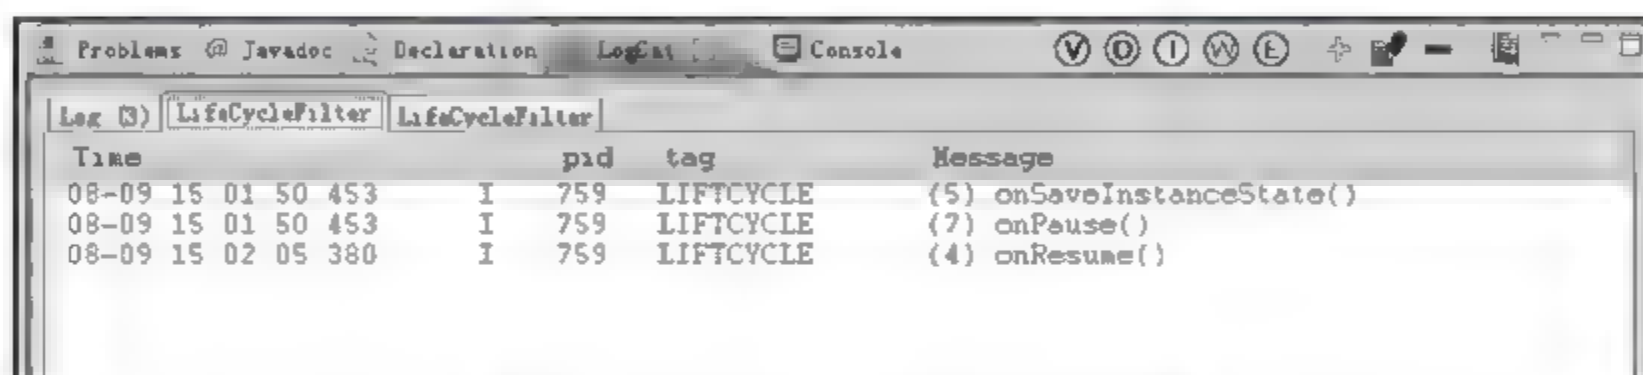 Problems @ Javadoc Declaration LogCat Console V D I W E
Log (3) LifeCycleFilter LifeCycleFilter
Time pid tag Message
08-09 15 01 50 453 I 759 LIFTCYCLE (5) onSaveInstanceState()
08-09 15 01 50 453 I 759 LIFTCYCLE (7) onPause()
08-09 15 02 05 380 I 759 LIFTCYCLE (4) onResume()